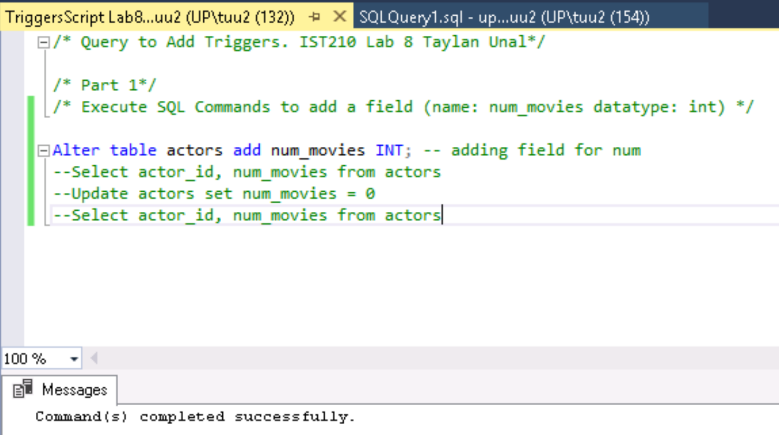 TriggersScript Lab8...uu2 (UP\tuu2 (132)) SQLQuery1.sql - up...uu2 (UP\tuu2 (154))
/* Query to Add Triggers. IST210 Lab 8 Taylan Unal*/
/* Part 1*/
/* Execute SQL Commands to add a field (name: num_movies datatype: int) */
Alter table actors add num_movies INT; -- adding field for num
--Select actor_id, num_movies from actors
--Update actors set num_movies = 0
--Select actor_id, num_movies from actors
100 %
Messages
Command(s) completed successfully.